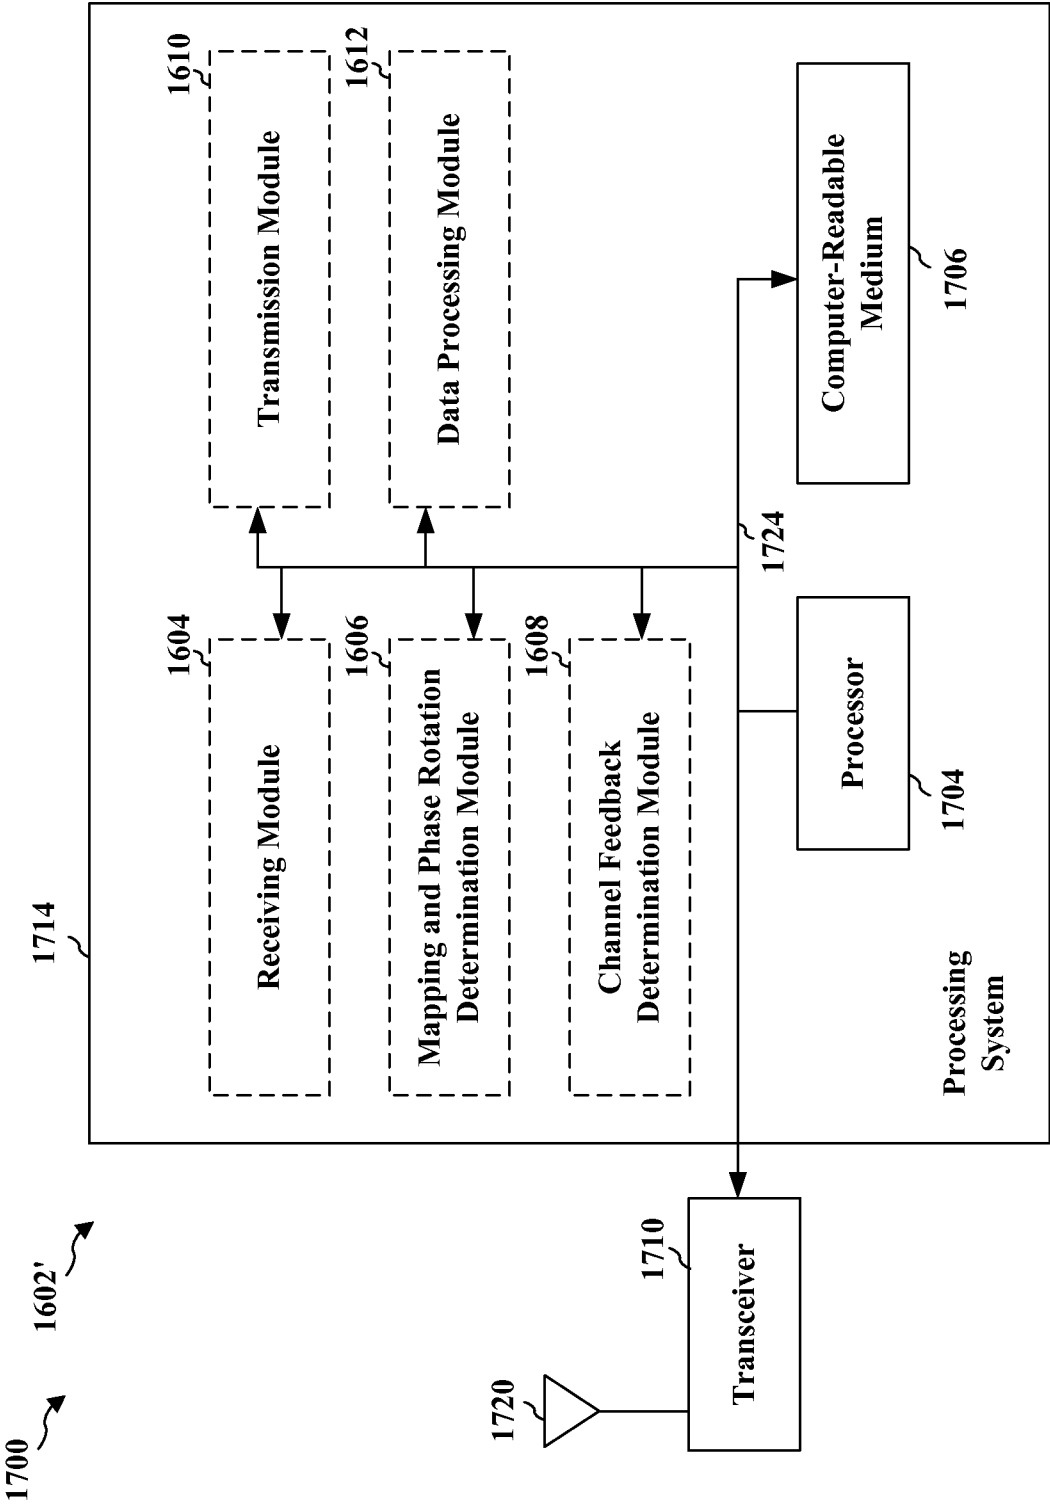 1700
1602'
1714
1604
Receiving Module
1610
Transmission Module
1606
Mapping and Phase Rotation
Determination Module
1612
Data Processing Module
1608
Channel Feedback
Determination Module
1720
1710
Transceiver
1724
Processor
1704
Computer-Readable
Medium
1706
Processing
System